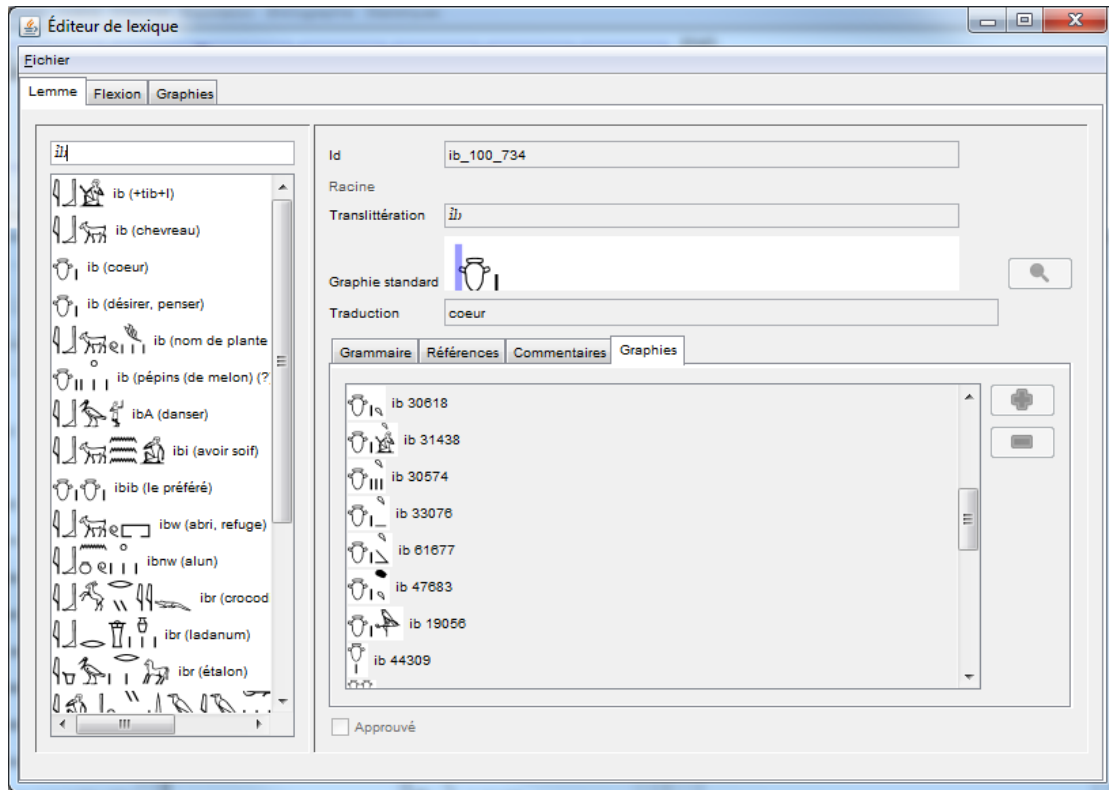 Éditeur de lexique
Fichier
Lemme Flexion Graphies
ı͗b
ib (+tib+l)
ib (chevreau)
ib (coeur)
ib (désirer, penser)
ib (nom de plante
ib (pépins (de melon) (?
ibA (danser)
ibi (avoir soif)
ibib (le préféré)
ibw (abri, refuge)
ibnw (alun)
ibr (crocod
ibr (ladanum)
ibr (étalon)
Id ib_100_734
Racine
Translittération ı͗b
Graphie standard
Traduction coeur
Grammaire Références Commentaires Graphies
ib 30618
ib 31438
ib 30574
ib 33076
ib 61677
ib 47683
ib 19056
ib 44309
Approuvé